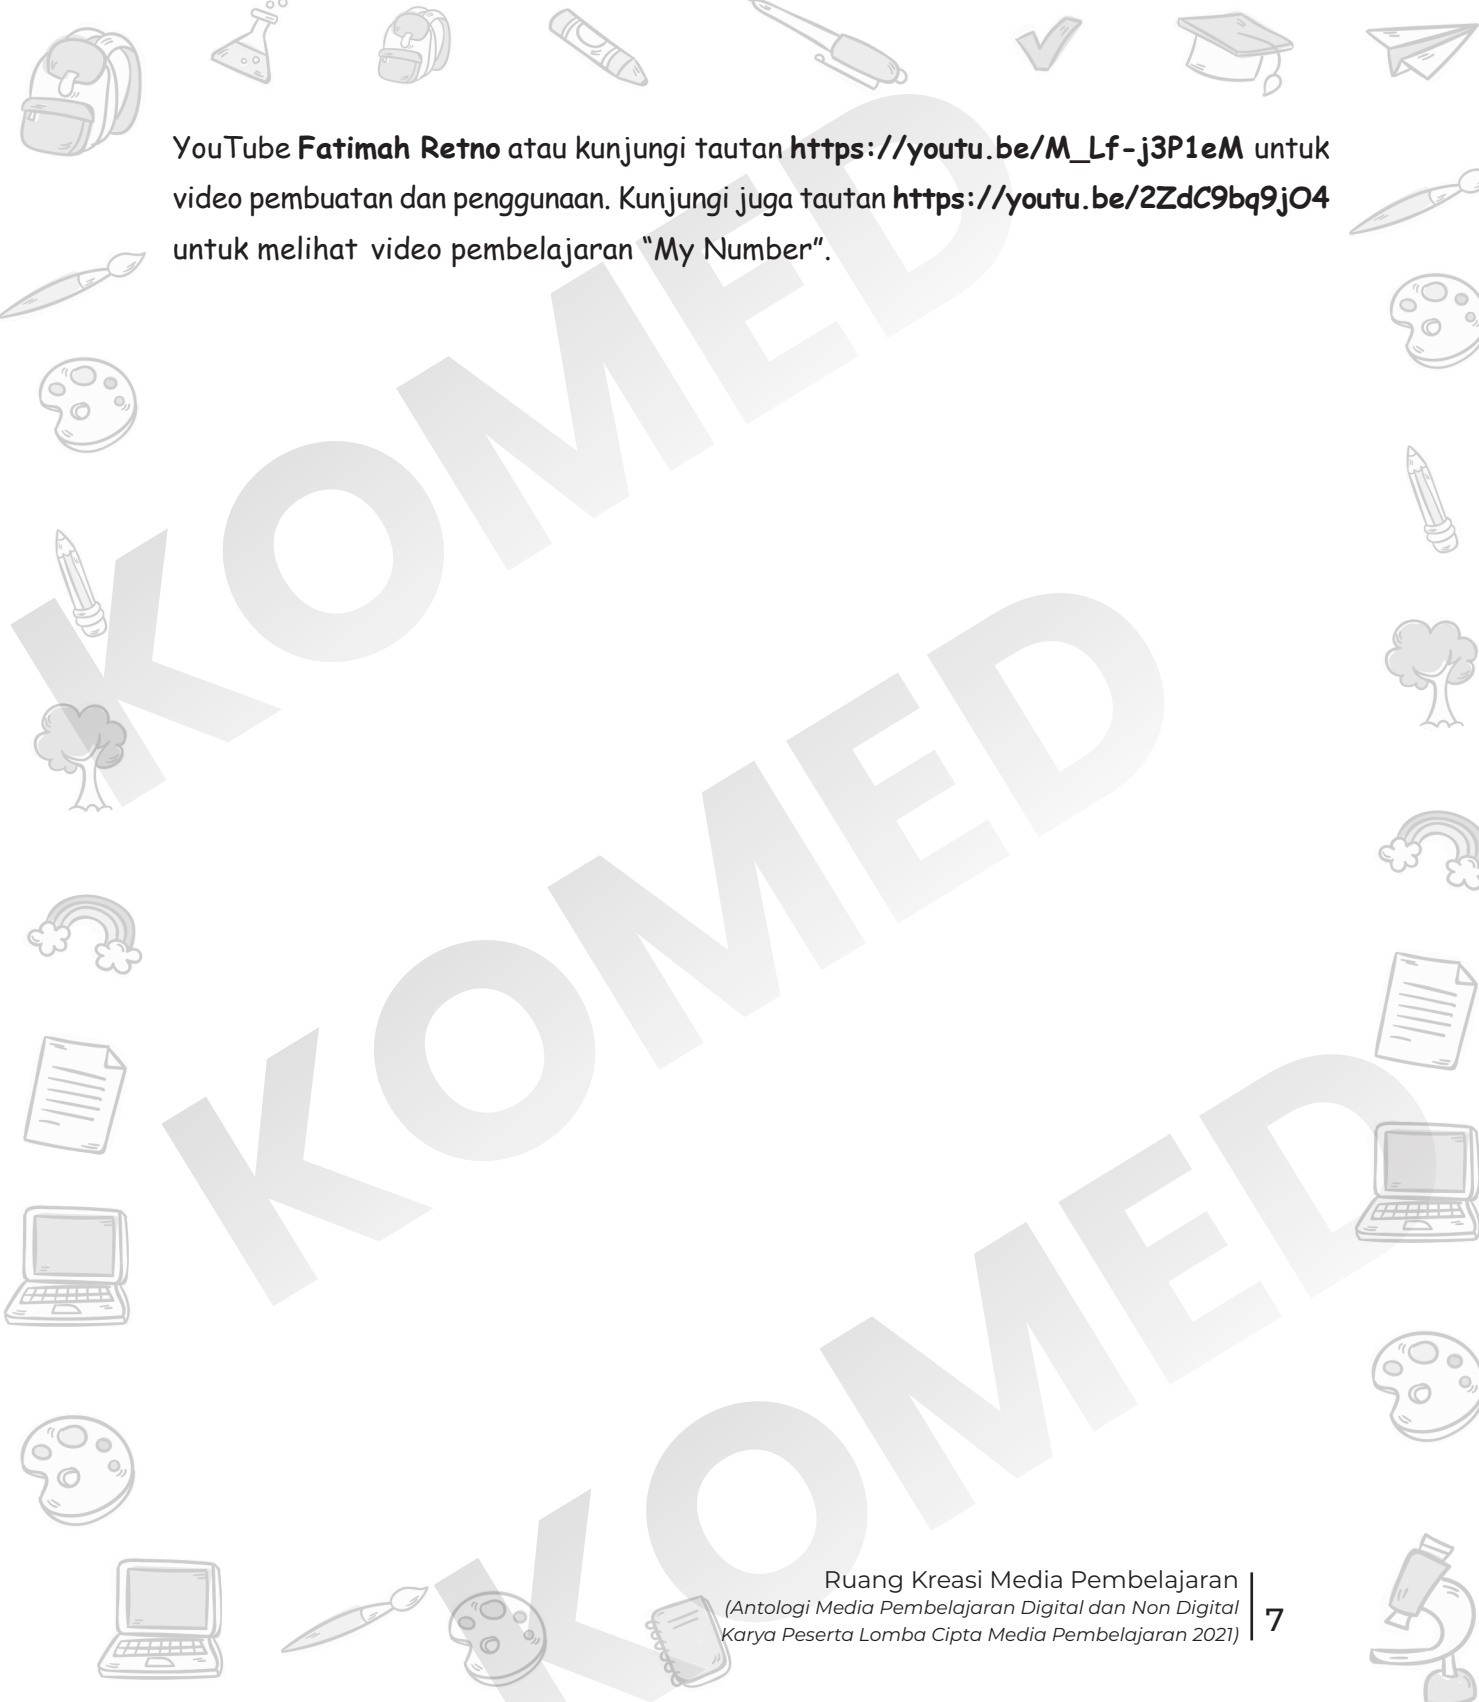 YouTube Fatimah Retno atau kunjungi tautan https://youtu.be/M_Lf-j3P1eM untuk
video pembuatan dan penggunaan. Kunjungi juga tautan https://youtu.be/2ZdC9bq9jO4
untuk melihat video pembelajaran “My Number”.
KOMED
KOMED
KOMED
Ruang Kreasi Media Pembelajaran
(Antologi Media Pembelajaran Digital dan Non Digital
Karya Peserta Lomba Cipta Media Pembelajaran 2021)
7